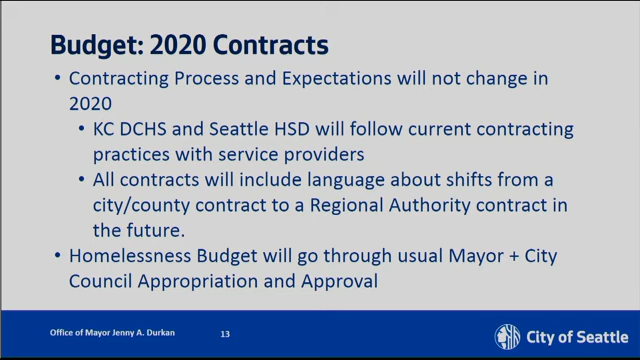 Budget: 2020 Contracts
• Contracting Process and Expectations will not change in
2020
• KC DCHS and Seattle HSD will follow current contracting
practices with service providers
• All contracts will include language about shifts from a
city/county contract to a Regional Authority contract in
the future.
• Homelessness Budget will go through usual Mayor + City
Council Appropriation and Approval
Office of Mayor Jenny A. Durkan
13
City of Seattle